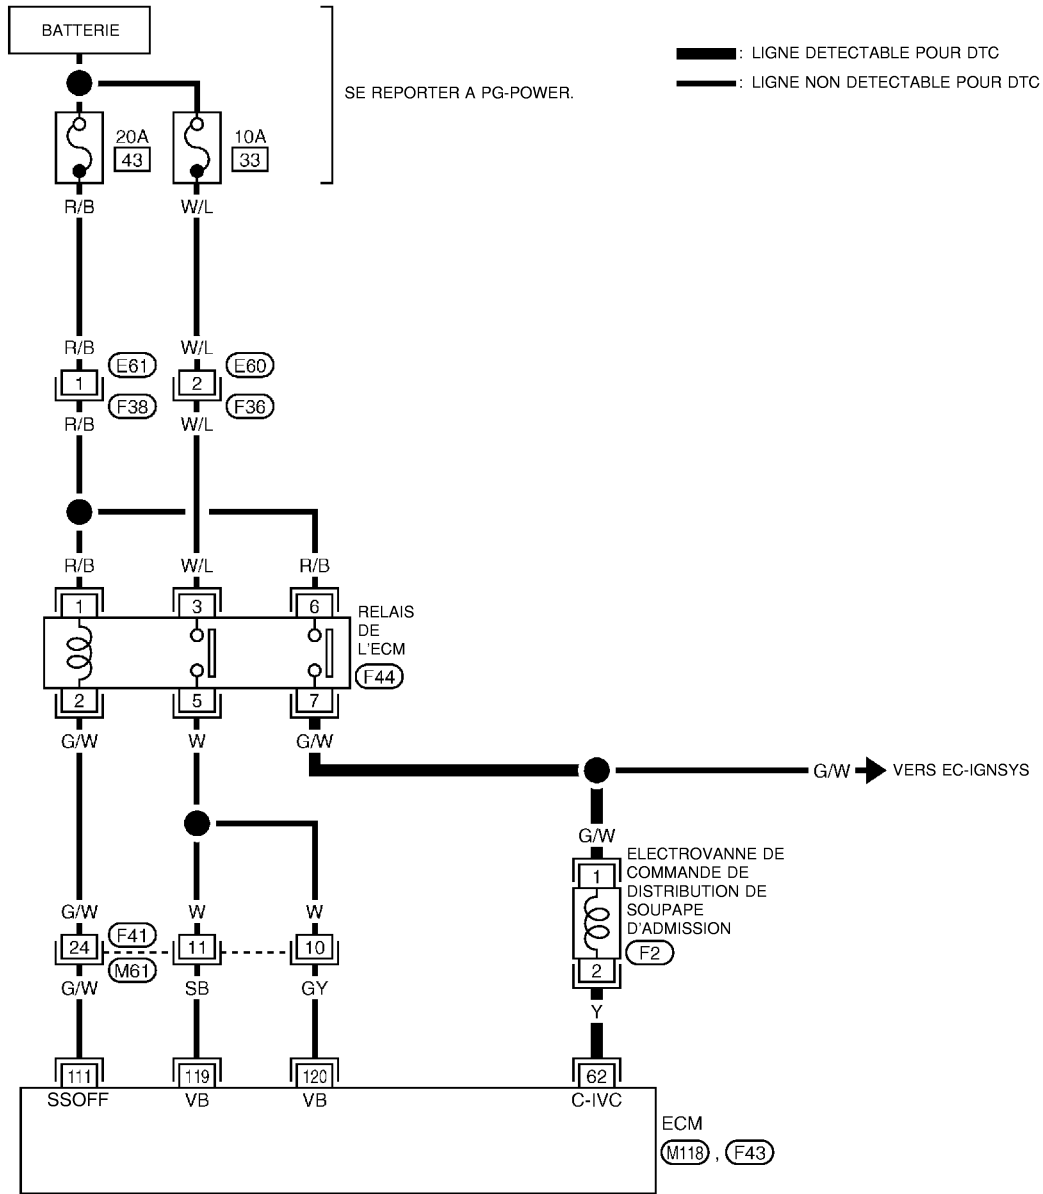 BATTERIE
: LIGNE DETECTABLE POUR DTC
: LIGNE NON DETECTABLE POUR DTC
SE REPORTER A PG-POWER.
20A
43
10A
33
R/B
W/L
R/B
W/L
E61
E60
1
2
F38
F36
R/B
W/L
R/B
W/L
R/B
1
3
6
RELAIS
DE
L'ECM
F44
2
5
7
G/W
W
G/W
G/W
VERS EC-IGNSYS
G/W
ELECTROVANNE DE
COMMANDE DE
DISTRIBUTION DE
SOUPAPE
D'ADMISSION
1
F2
2
Y
G/W
W
W
F41
24
11
10
M61
G/W
SB
GY
111
119
120
62
SSOFF
VB
VB
C-IVC
ECM
M118 , F43